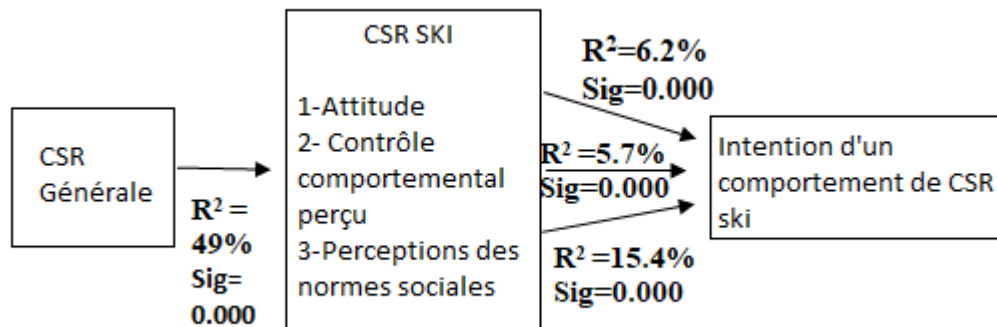 CSR
Générale
R² =
49%
Sig=
0.000
CSR SKI
1-Attitude
2- Contrôle
comportemental
perçu
3-Perceptions des
normes sociales
R²=6.2%
Sig=0.000
R² =5.7%
Sig=0.000
R² =15.4%
Sig=0.000
Intention d'un
comportement de CSR
ski